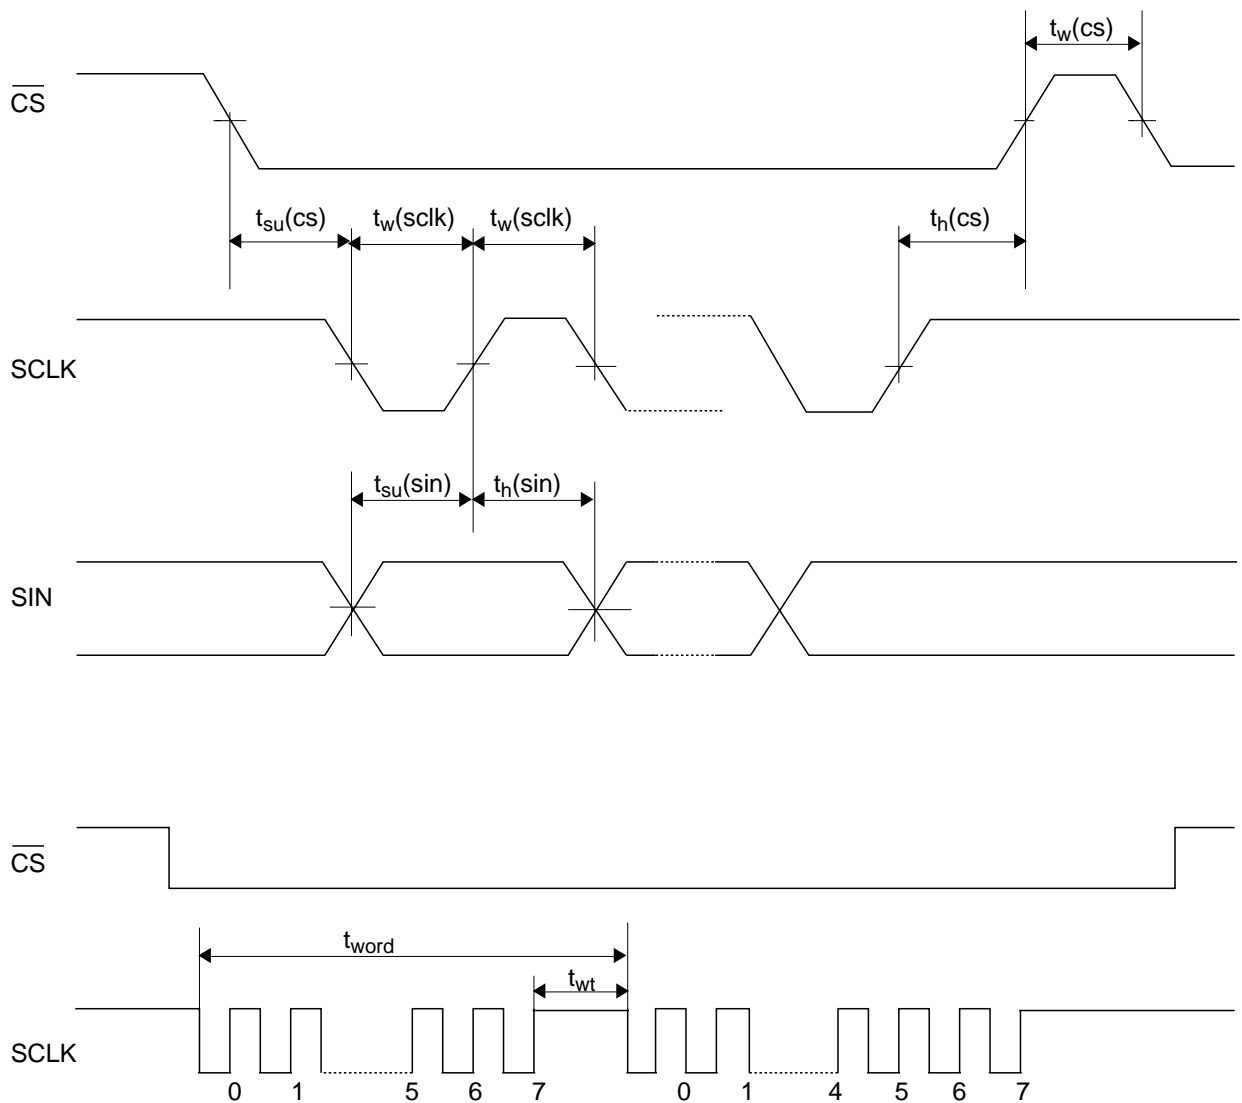 tw(cs)
CS
tsu(cs) tw(sclk) tw(sclk) th(cs)
SCLK
tsu(sin) th(sin)
SIN
CS
tword
twt
SCLK
0 1 5 6 7 0 1 4 5 6 7